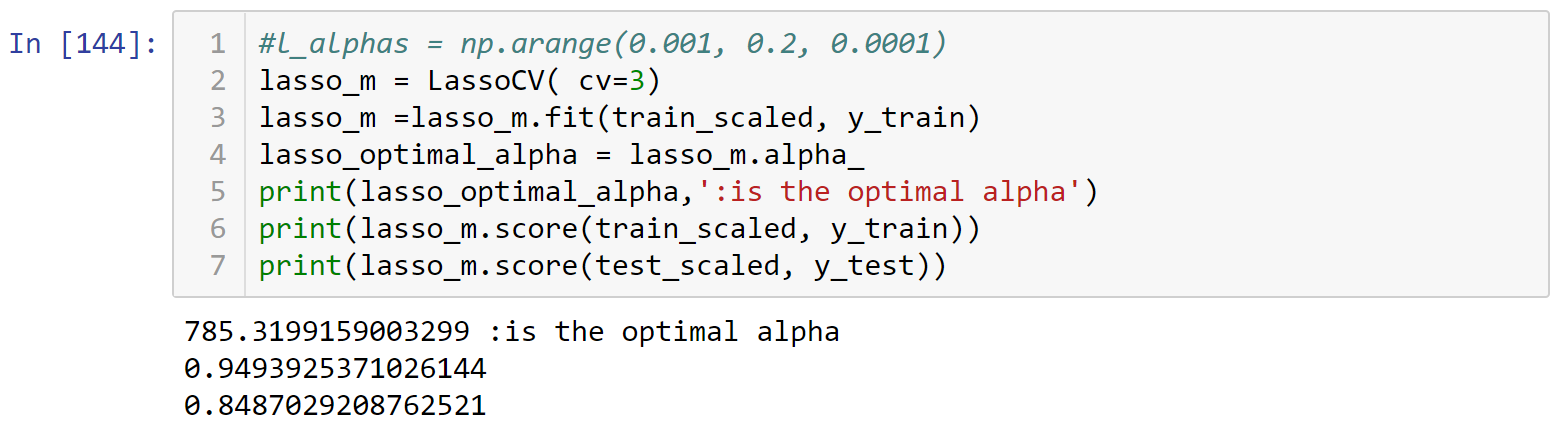 In [144]:
1 #l_alphas = np.arange(0.001, 0.2, 0.0001)
2 lasso_m = LassoCV( cv=3)
3 lasso_m =lasso_m.fit(train_scaled, y_train)
4 lasso_optimal_alpha = lasso_m.alpha_
5 print(lasso_optimal_alpha,':is the optimal alpha')
6 print(lasso_m.score(train_scaled, y_train))
7 print(lasso_m.score(test_scaled, y_test))
785.3199159003299 :is the optimal alpha
0.9493925371026144
0.8487029208762521